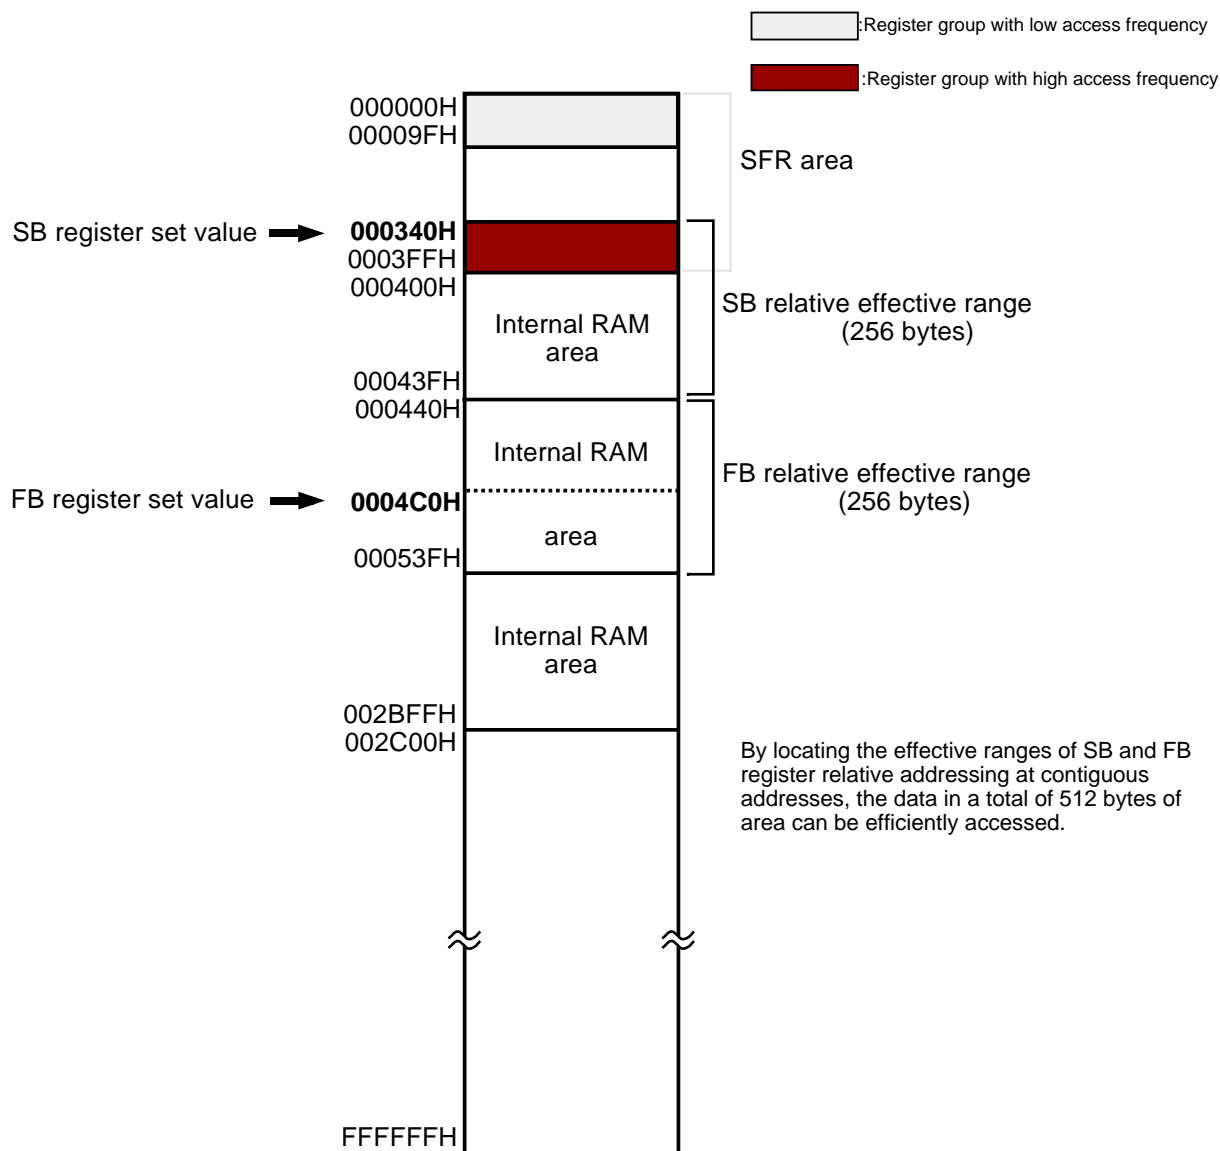 :Register group with low access frequency
:Register group with high access frequency
000000H
00009FH
SFR area
SB register set value
000340H
0003FFH
000400H
SB relative effective range
(256 bytes)
Internal RAM
area
00043FH
000440H
Internal RAM
FB relative effective range
(256 bytes)
FB register set value
0004C0H
area
00053FH
Internal RAM
area
002BFFH
002C00H
By locating the effective ranges of SB and FB
register relative addressing at contiguous
addresses, the data in a total of 512 bytes of
area can be efficiently accessed.
FFFFFFH